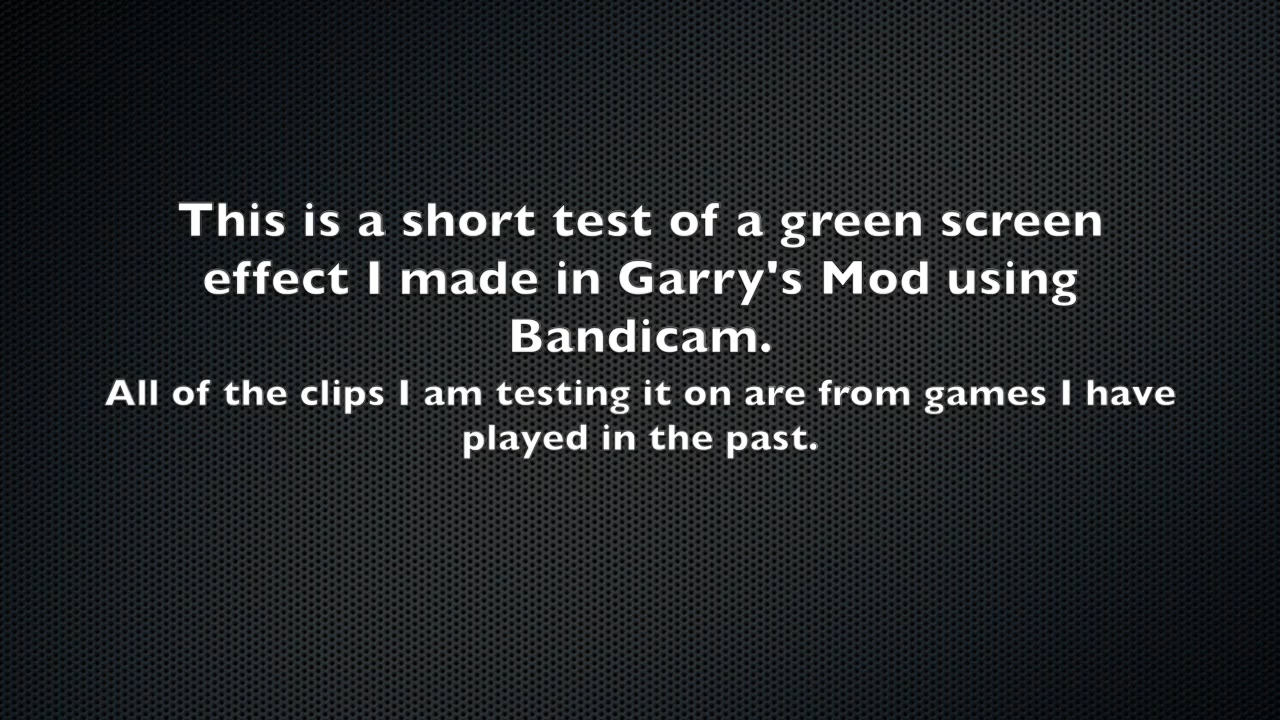 This is a short test of a green screen
effect I made in Garry's Mod using
Bandicam.
All of the clips I am testing it on are from games I have
played in the past.